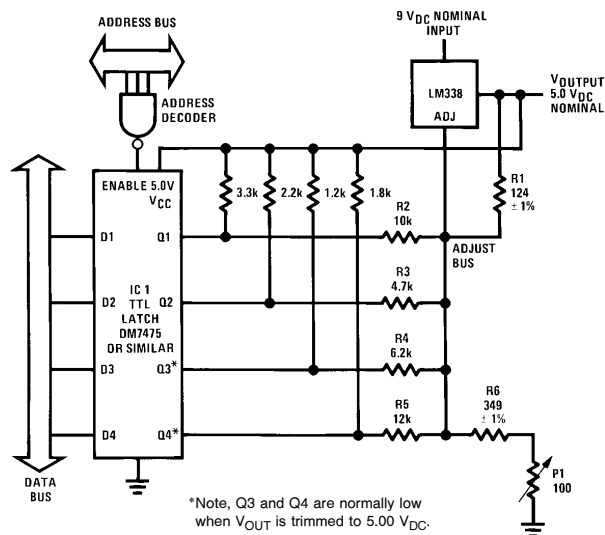 ADDRESS BUS
9 VDC NOMINAL
INPUT
LM338
ADJ
VOUTPUT
5.0 VDC
NOMINAL
ADDRESS
DECODER
ENABLE 5.0V
VCC
3.3k
2.2k
1.2k
1.8k
R1
124
± 1%
R2
10k
ADJUST
BUS
D1
Q1
R3
4.7k
IC 1
TTL
LATCH
DM7475
OR SIMILAR
D2
Q2
R4
6.2k
D3
Q3*
R5
12k
R6
349
± 1%
D4
Q4*
P1
100
DATA
BUS
*Note, Q3 and Q4 are normally low
when VOUT is trimmed to 5.00 VDC.